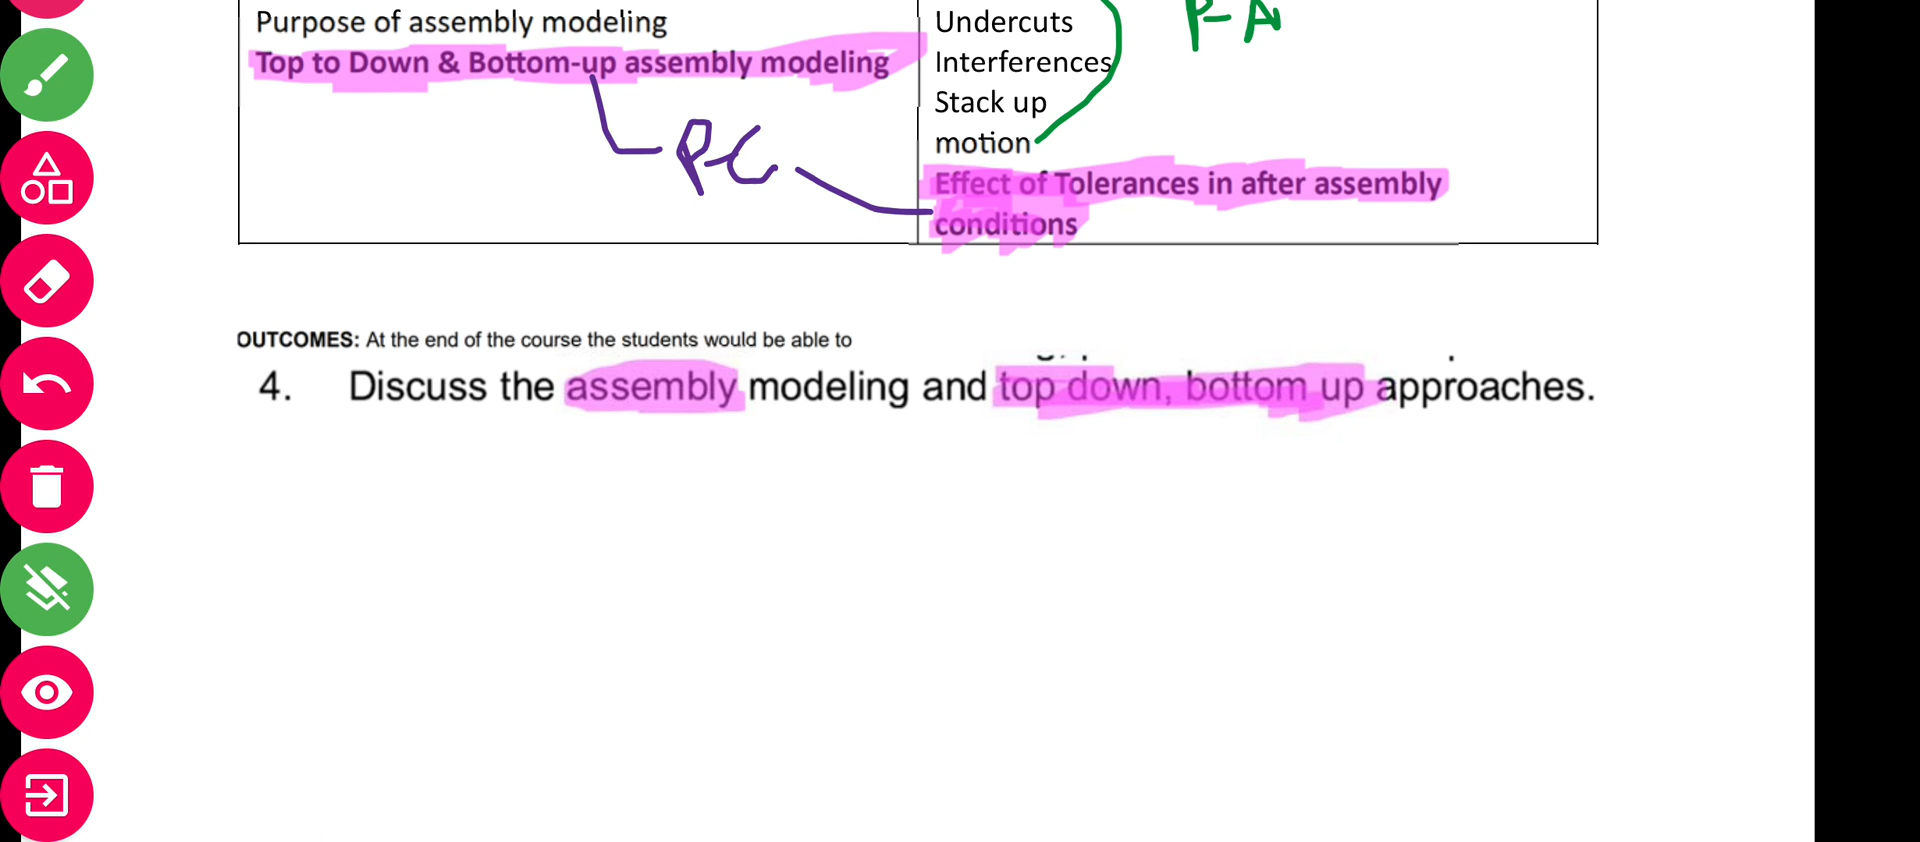 Purpose of assembly modeling
Top to Down & Bottom-up assembly modeling
Undercuts
Interferences
Stack up
motion
Effect of Tolerances in after assembly
conditions
P-A
PC
OUTCOMES: At the end of the course the students would be able to
4. Discuss the assembly modeling and top down, bottom up approaches.